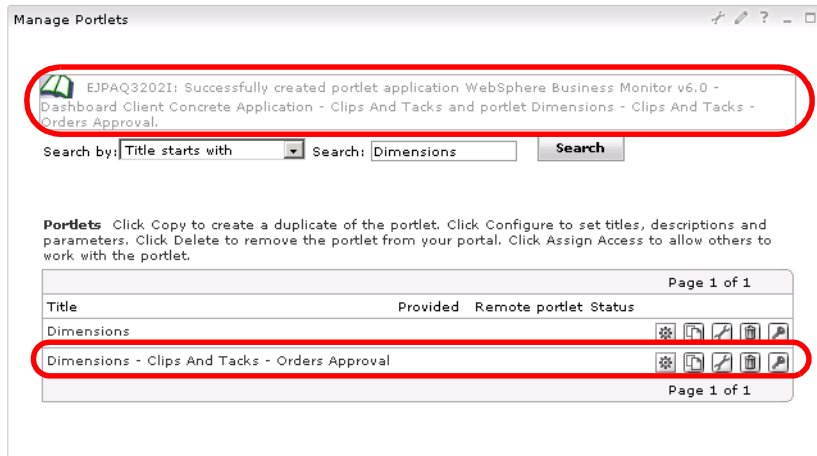 Manage Portlets ?
EJPAQ3202I: Successfully created portlet application WebSphere Business Monitor v6.0 -
Dashboard Client Concrete Application - Clips And Tacks and portlet Dimensions - Clips And Tacks -
Orders Approval.
Search by: Title starts with Search: Dimensions Search
Portlets Click Copy to create a duplicate of the portlet. Click Configure to set titles, descriptions and
parameters. Click Delete to remove the portlet from your portal. Click Assign Access to allow others to
work with the portlet.
Page 1 of 1
Title Provided Remote portlet Status
Dimensions
Dimensions - Clips And Tacks - Orders Approval
Page 1 of 1